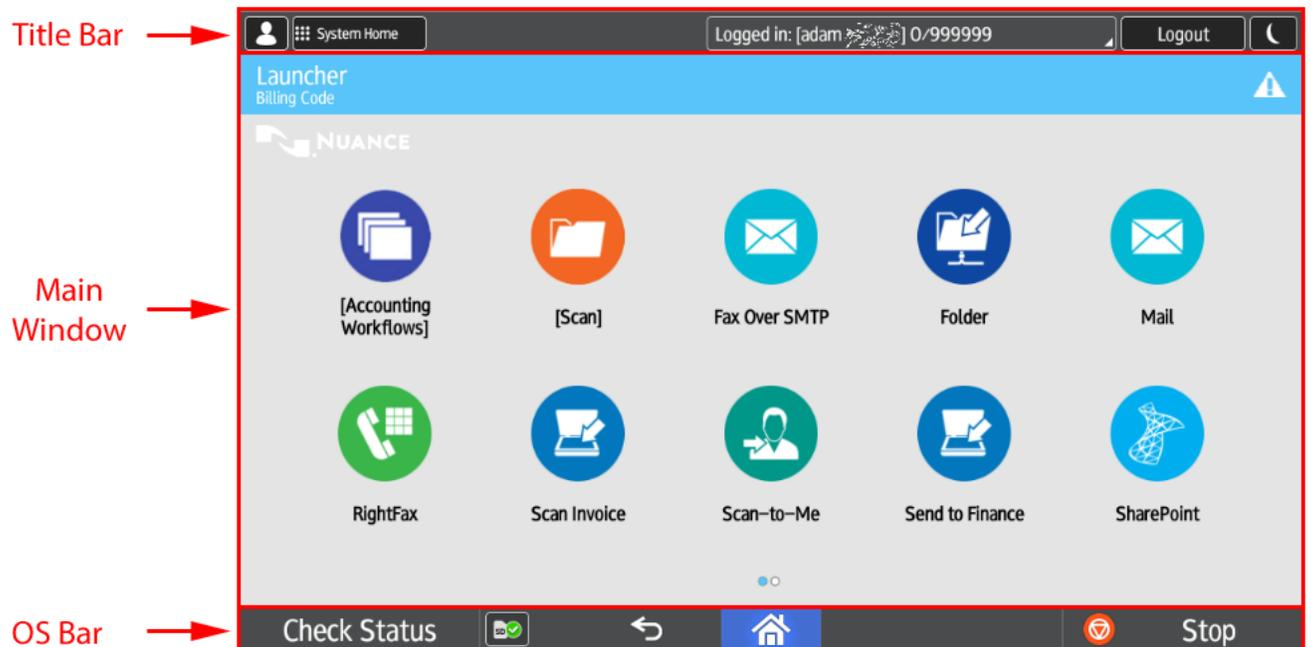 Title Bar
System Home
Logged in: [adam ] 0/999999
Logout
Launcher
Billing Code
NUANCE
Main
Window
[Accounting
Workflows]
[Scan]
Fax Over SMTP
Folder
Mail
RightFax
Scan Invoice
Scan-to-Me
Send to Finance
SharePoint
OS Bar
Check Status
SD
Stop